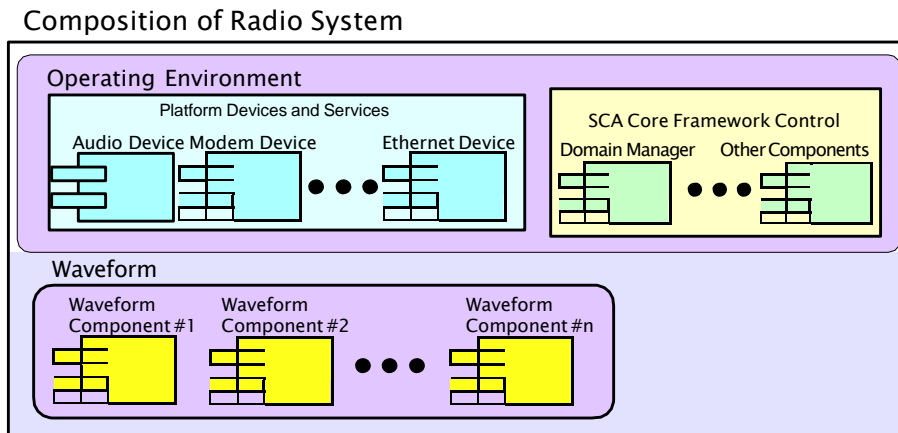 Composition of Radio System
Operating Environment
Platform Devices and Services
Audio Device Modem Device Ethernet Device
SCA Core Framework Control
Domain Manager Other Components
Waveform
Waveform
Component #1
Waveform
Component #2
Waveform
Component #n